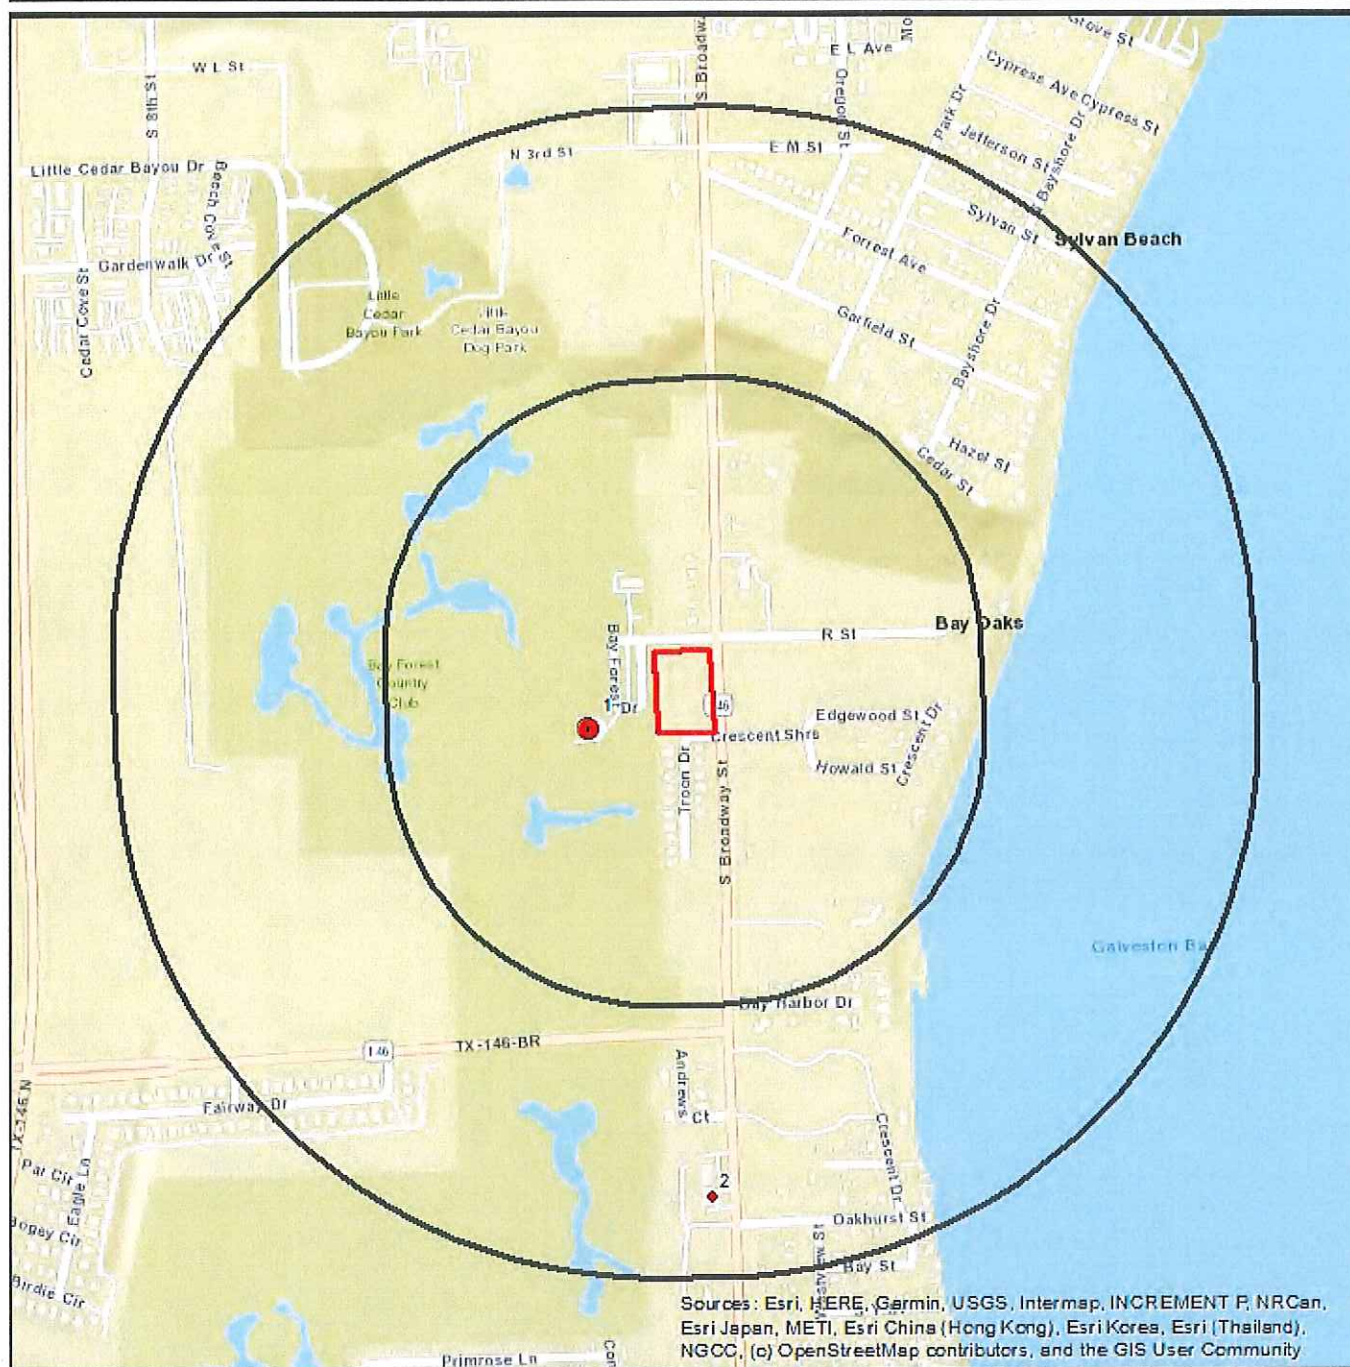 S Broadw
Grove St
Mo
E L Ave
W L St
S 8th St
E Oregon St
Cypress Ave
Cypress St
Park Dr
Jefferson St
Bayshore Dr
N 3rd St
E M St
Little Cedar Bayou Dr
Beech Cove St
Sylvan St
Sylvan Beach
Forrest Ave
Gardenwalk Dr
Cedar Cove St
Little
Cedar
Bayou Park
Little
Cedar Bayou
Dog Park
Garfield St
Bayshore Dr
Hazel St
Cedar St
Bay Oaks
R St
Bay Forest
Dr
Bay Forest
Country
Club
1
146
Edgewood St
Crescent Dr
Crescent Shrs
Howald St
Troon Dr
S Broadway St
Galveston Ba
Bay Harbor Dr
TX-146-BR
146
TX-146 N
Andrews
Ct
Fairway Dr
Crescent Dr
Par Cir
Eagle Ln
2
Oakhurst St
Bogey Cir
Westview St
Bay St
Birdie Cir
Primrose Ln
Sources: Esri, HERE, Garmin, USGS, Intermap, INCREMENT P, NRCan,
Esri Japan, METI, Esri China (Hong Kong), Esri Korea, Esri (Thailand),
NGCC, (c) OpenStreetMap contributors, and the GIS User Community